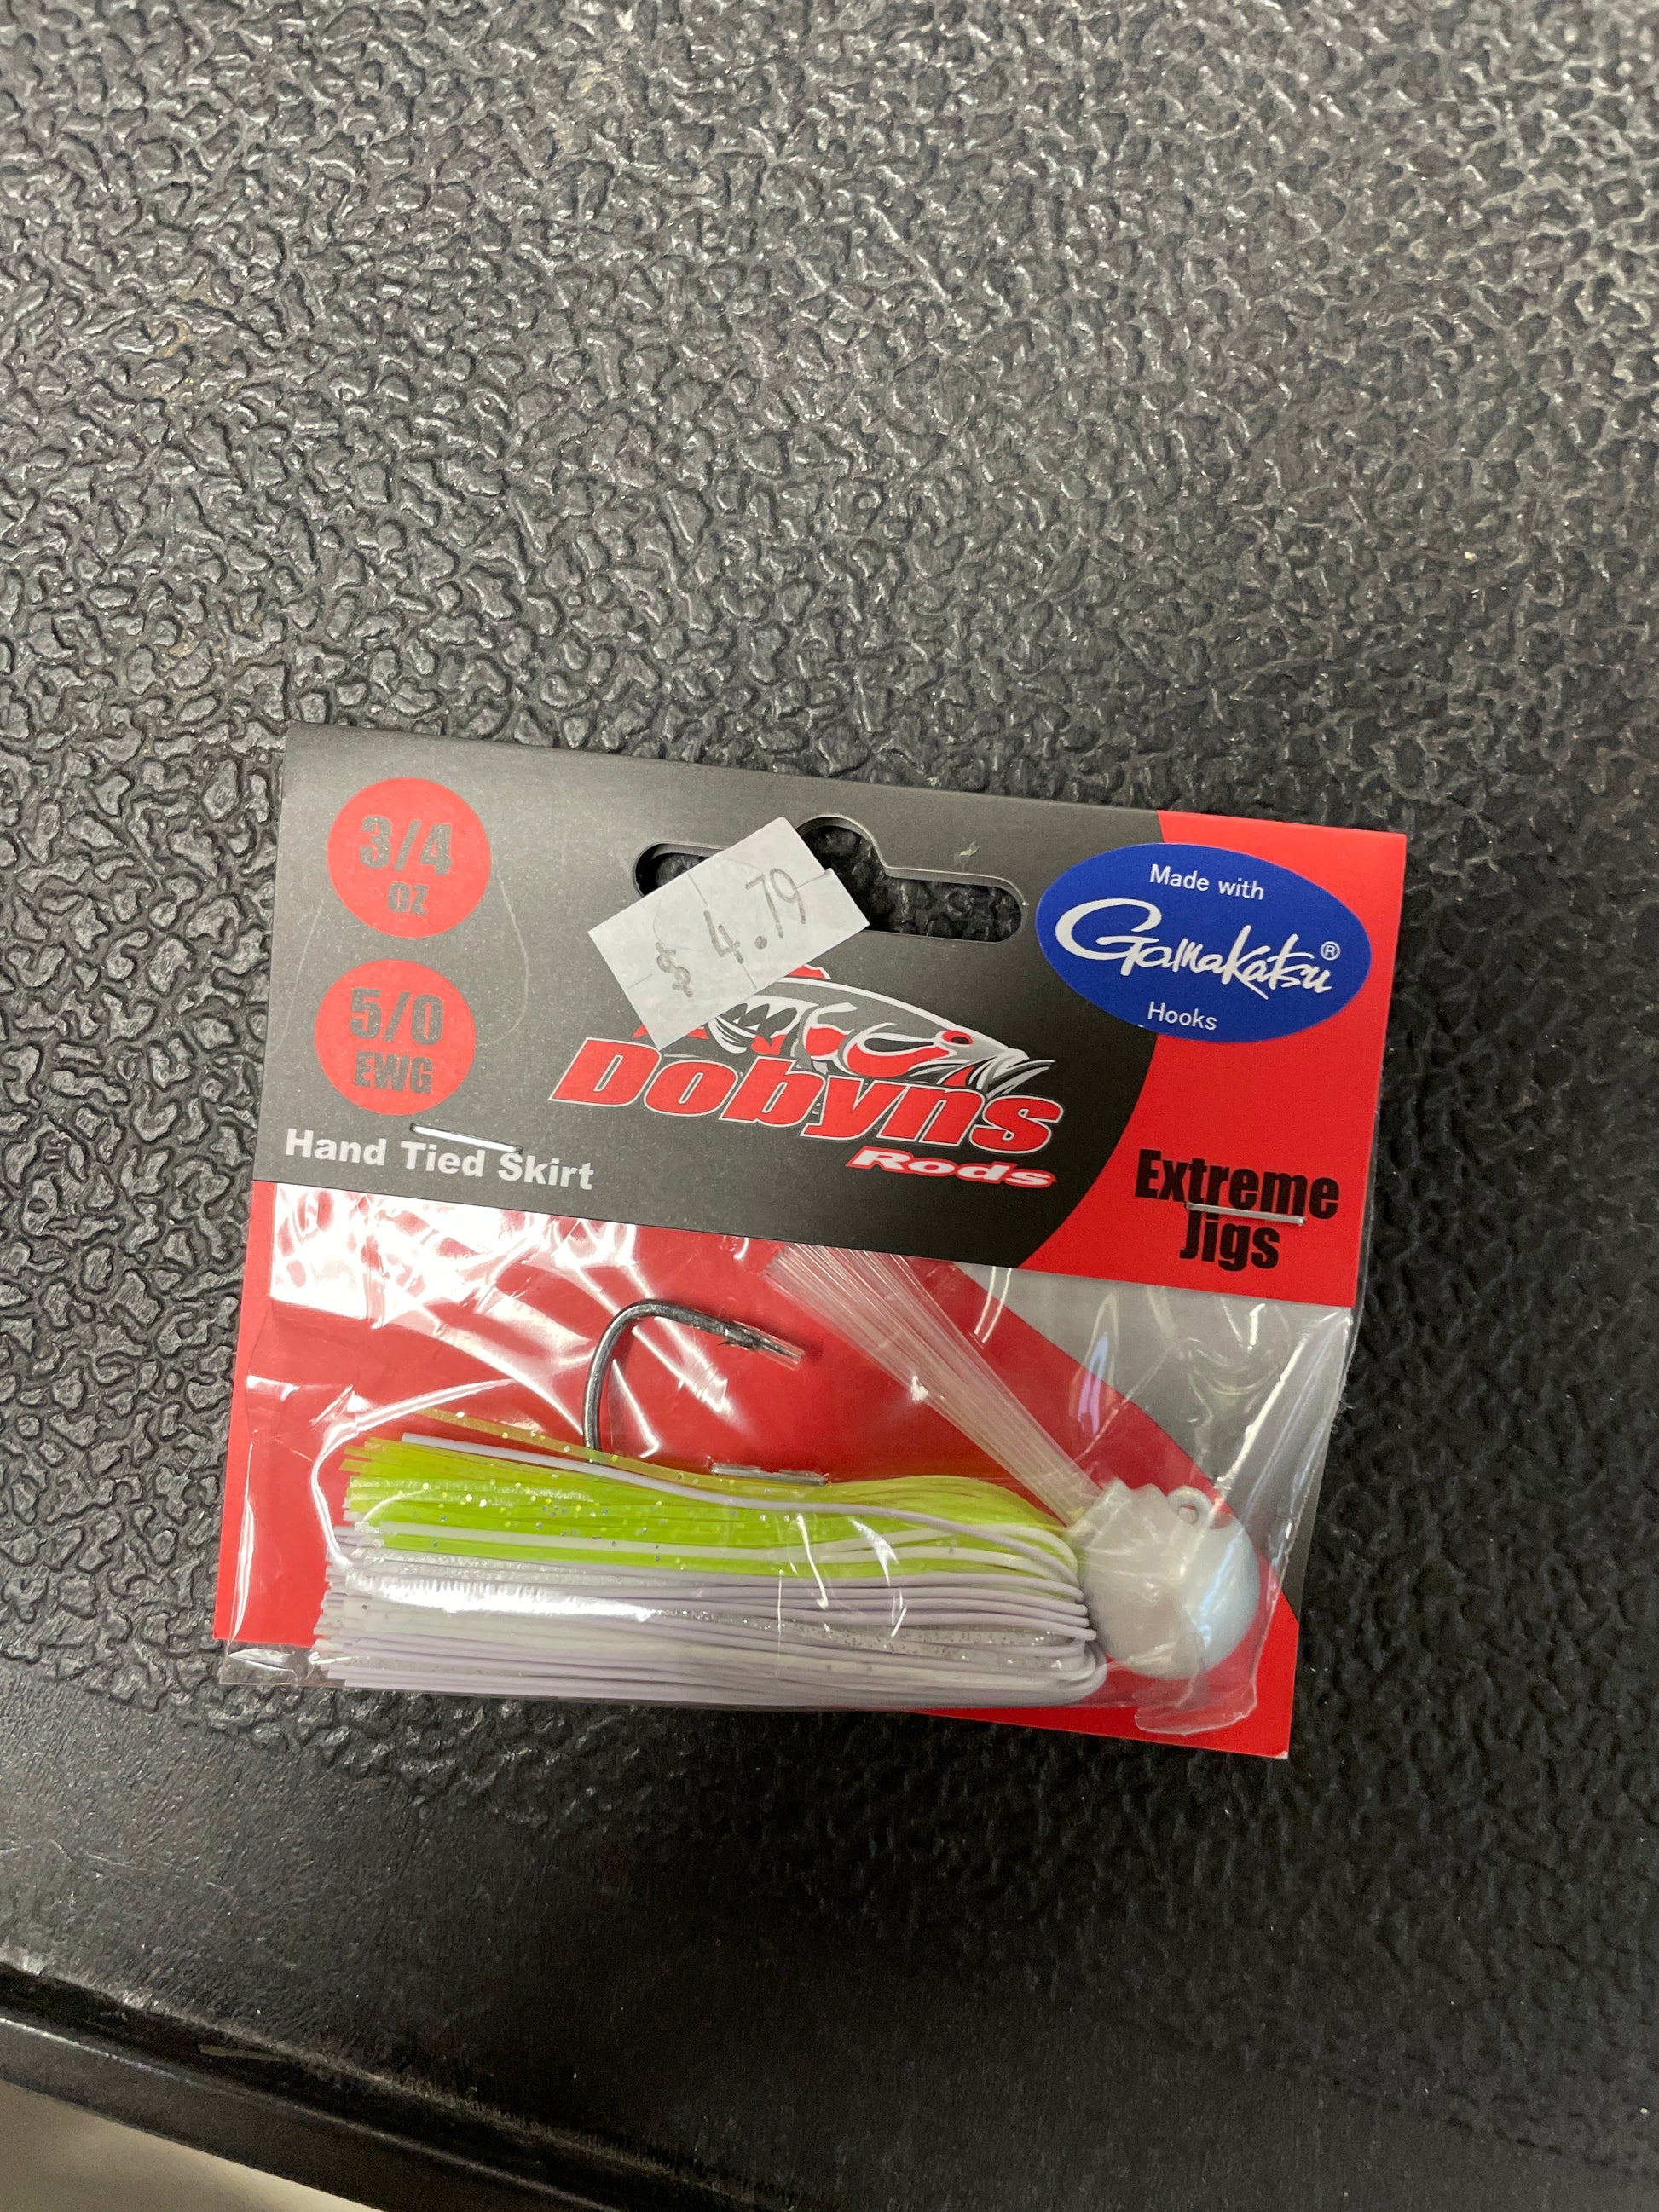 3/4
OZ
$ 4.79
Made with
Gamakatsu®
Hooks
5/0
EWG
Dobyns
Rods
Hand Tied Skirt
Extreme
Jigs